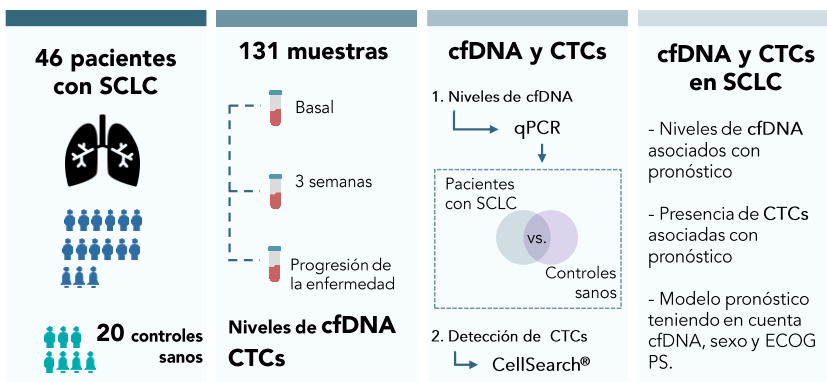 46 pacientes
con SCLC
20 controles
sanos
131 muestras
Basal
3 semanas
Progresión de
la enfermedad
Niveles de cfDNA
CTCs
cfDNA y CTCs
1. Niveles de cfDNA
qPCR
Pacientes
con SCLC
vs.
Controles
sanos
2. Detección de CTCs
CellSearch®
cfDNA y CTCs
en SCLC
- Niveles de cfDNA
asociados con
pronóstico
- Presencia de CTCs
asociadas con
pronóstico
- Modelo pronóstico
teniendo en cuenta
cfDNA, sexo y ECOG
PS.